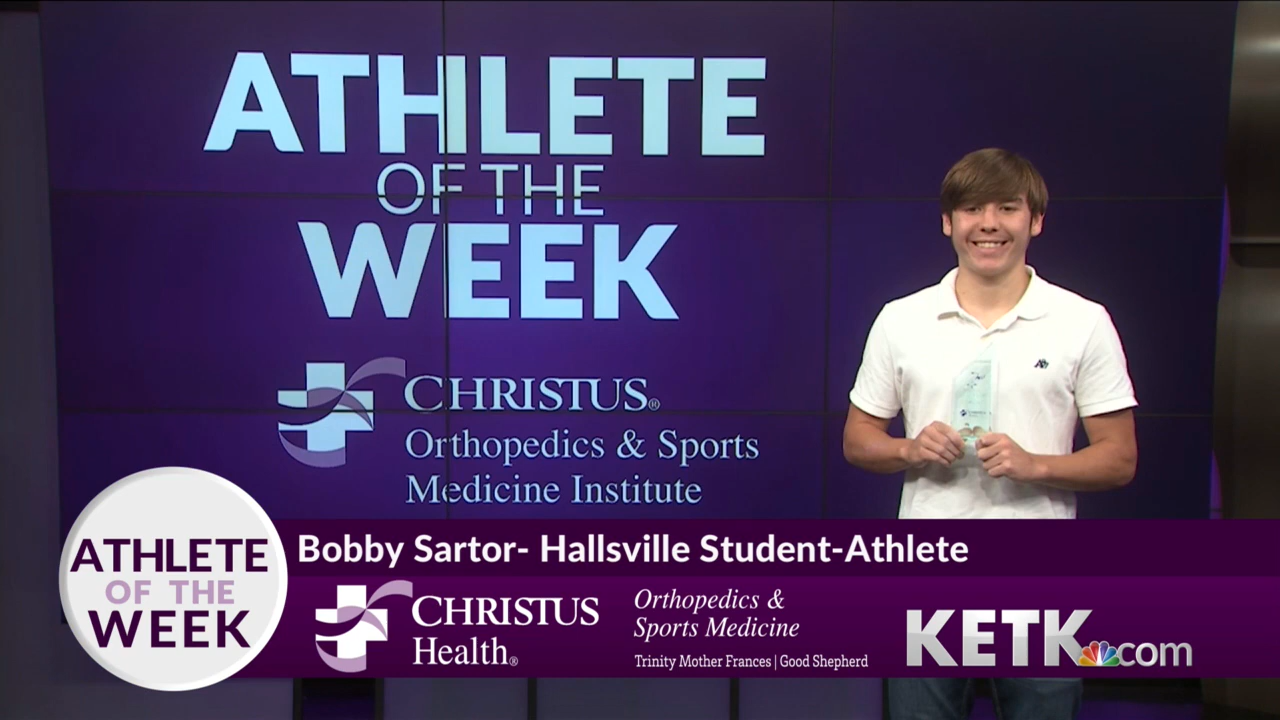 ATHLETE
OF THE
WEEK
CHRISTUS®
Orthopedics & Sports
Medicine Institute
ATHLETE
OF THE
WEEK
Bobby Sartor- Hallsville Student-Athlete
CHRISTUS
Health®
Orthopedics &
Sports Medicine
Trinity Mother Frances | Good Shepherd
KETK.com